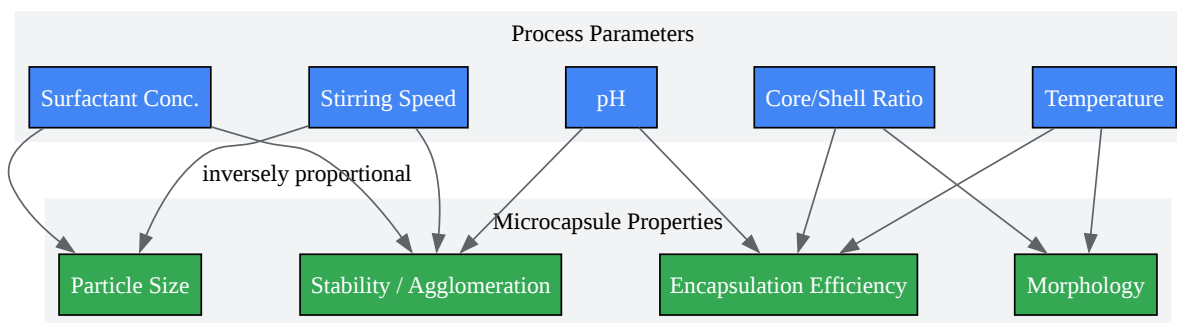 Process Parameters
Surfactant Conc.
Stirring Speed
pH
Core/Shell Ratio
Temperature
inversely proportional
Microcapsule Properties
Particle Size
Stability / Agglomeration
Encapsulation Efficiency
Morphology